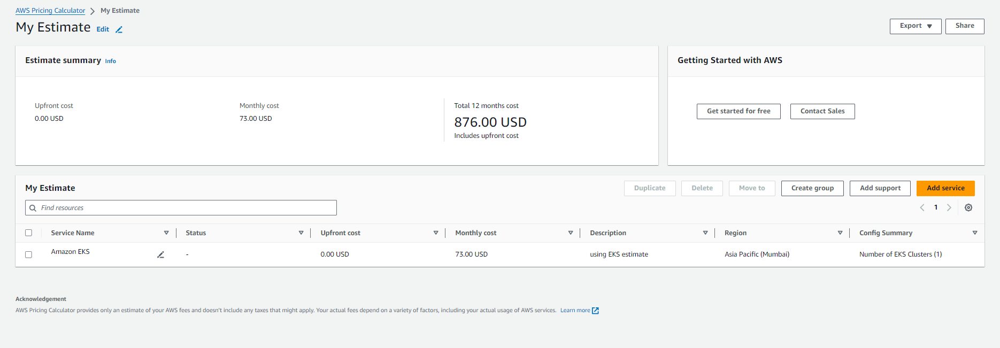 AWS Pricing Calculator > My Estimate
My Estimate Edit
Export ▼ Share
Estimate summary Info
Getting Started with AWS
Upfront cost
0.00 USD
Monthly cost
73.00 USD
Total 12 months cost
876.00 USD
Includes upfront cost
Get started for free Contact Sales
My Estimate
Duplicate Delete Move to Create group Add support Add service
Find resources
1
Service Name Status Upfront cost Monthly cost Description Region Config Summary
Amazon EKS - 0.00 USD 73.00 USD using EKS estimate Asia Pacific (Mumbai) Number of EKS Clusters (1)
Acknowledgement
AWS Pricing Calculator provides only an estimate of your AWS fees and doesn't include any taxes that might apply. Your actual fees depend on a variety of factors, including your actual usage of AWS services. Learn more